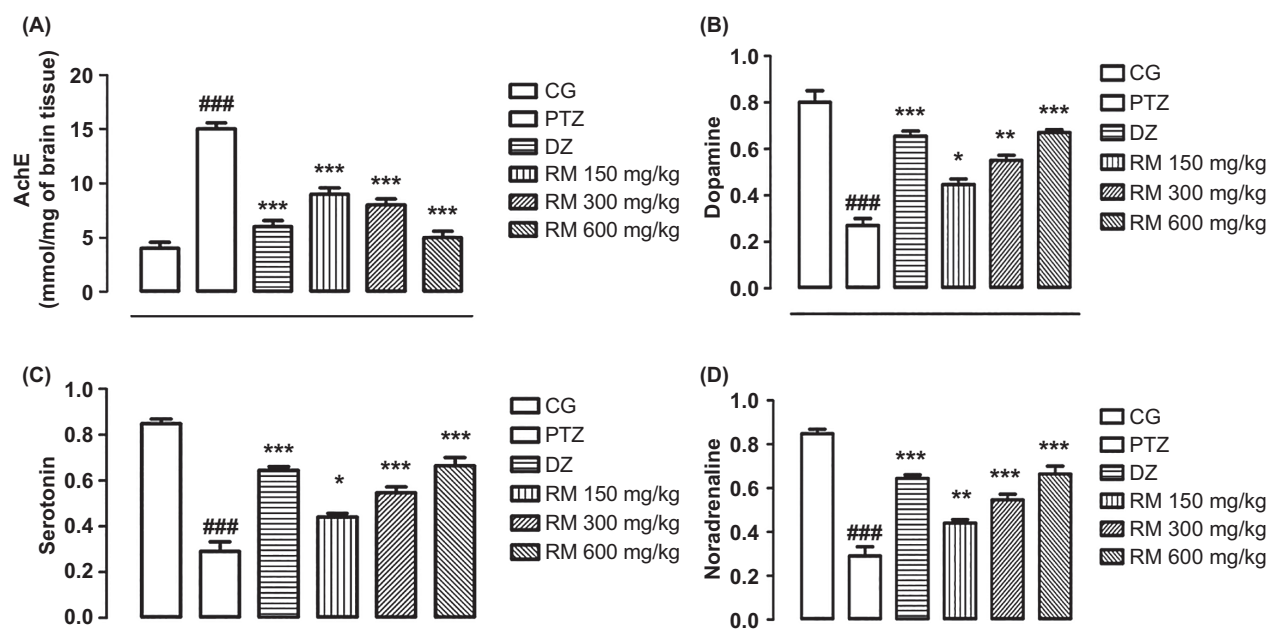 (A)
AchE
(mmol/mg of brain tissue)
20
15
10
5
0
###
***
***
***
***
CG
PTZ
DZ
RM 150 mg/kg
RM 300 mg/kg
RM 600 mg/kg
(B)
Dopamine
1.0
0.8
0.6
0.4
0.2
0.0
###
***
*
**
***
CG
PTZ
DZ
RM 150 mg/kg
RM 300 mg/kg
RM 600 mg/kg
(C)
Serotonin
1.0
0.8
0.6
0.4
0.2
0.0
###
***
*
***
***
CG
PTZ
DZ
RM 150 mg/kg
RM 300 mg/kg
RM 600 mg/kg
(D)
Noradrenaline
1.0
0.8
0.6
0.4
0.2
0.0
###
***
**
***
***
CG
PTZ
DZ
RM 150 mg/kg
RM 300 mg/kg
RM 600 mg/kg